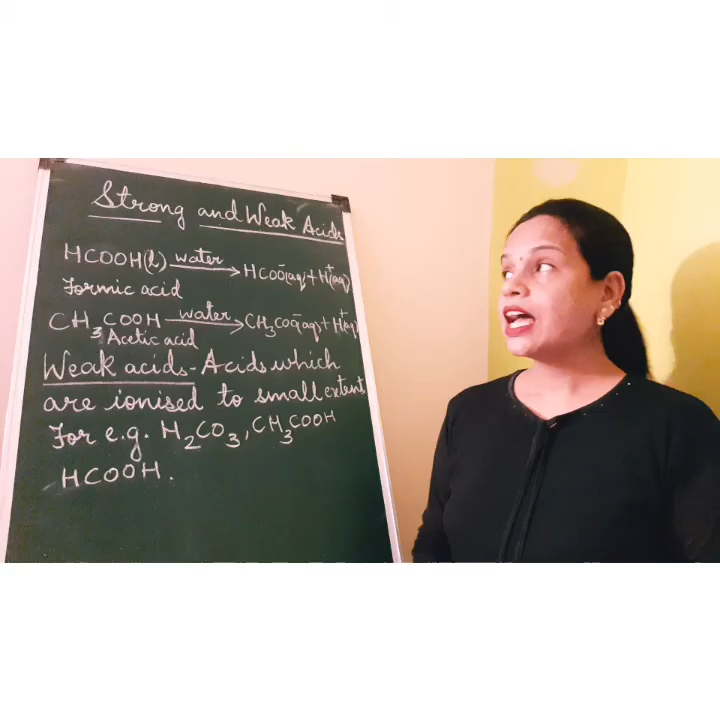 Strong and Weak Acids
HCOOH(l) water → HCOO⁻(aq) + H⁺(aq)
Formic acid
CH₃COOH water → CH₃COO⁻(aq) + H⁺(aq)
Acetic acid
Weak acids - Acids which
are ionised to small extent
For e.g. H₂CO₃, CH₃COOH
HCOOH.